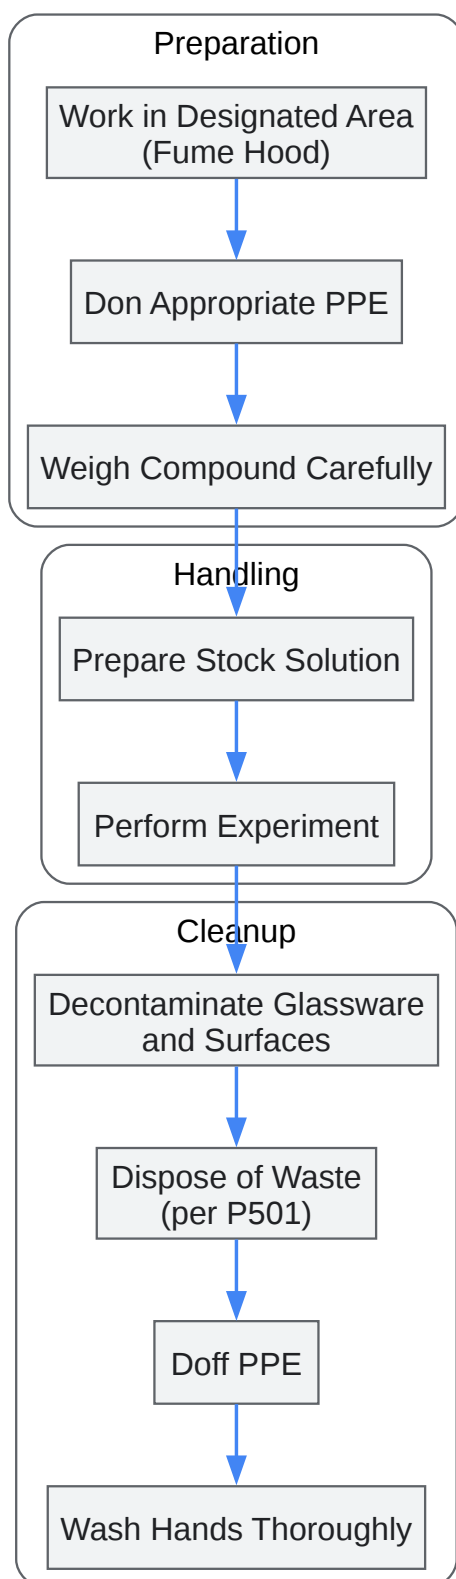 Preparation
Work in Designated Area
(Fume Hood)
Don Appropriate PPE
Weigh Compound Carefully
Handling
Prepare Stock Solution
Perform Experiment
Cleanup
Decontaminate Glassware
and Surfaces
Dispose of Waste
(per P501)
Doff PPE
Wash Hands Thoroughly